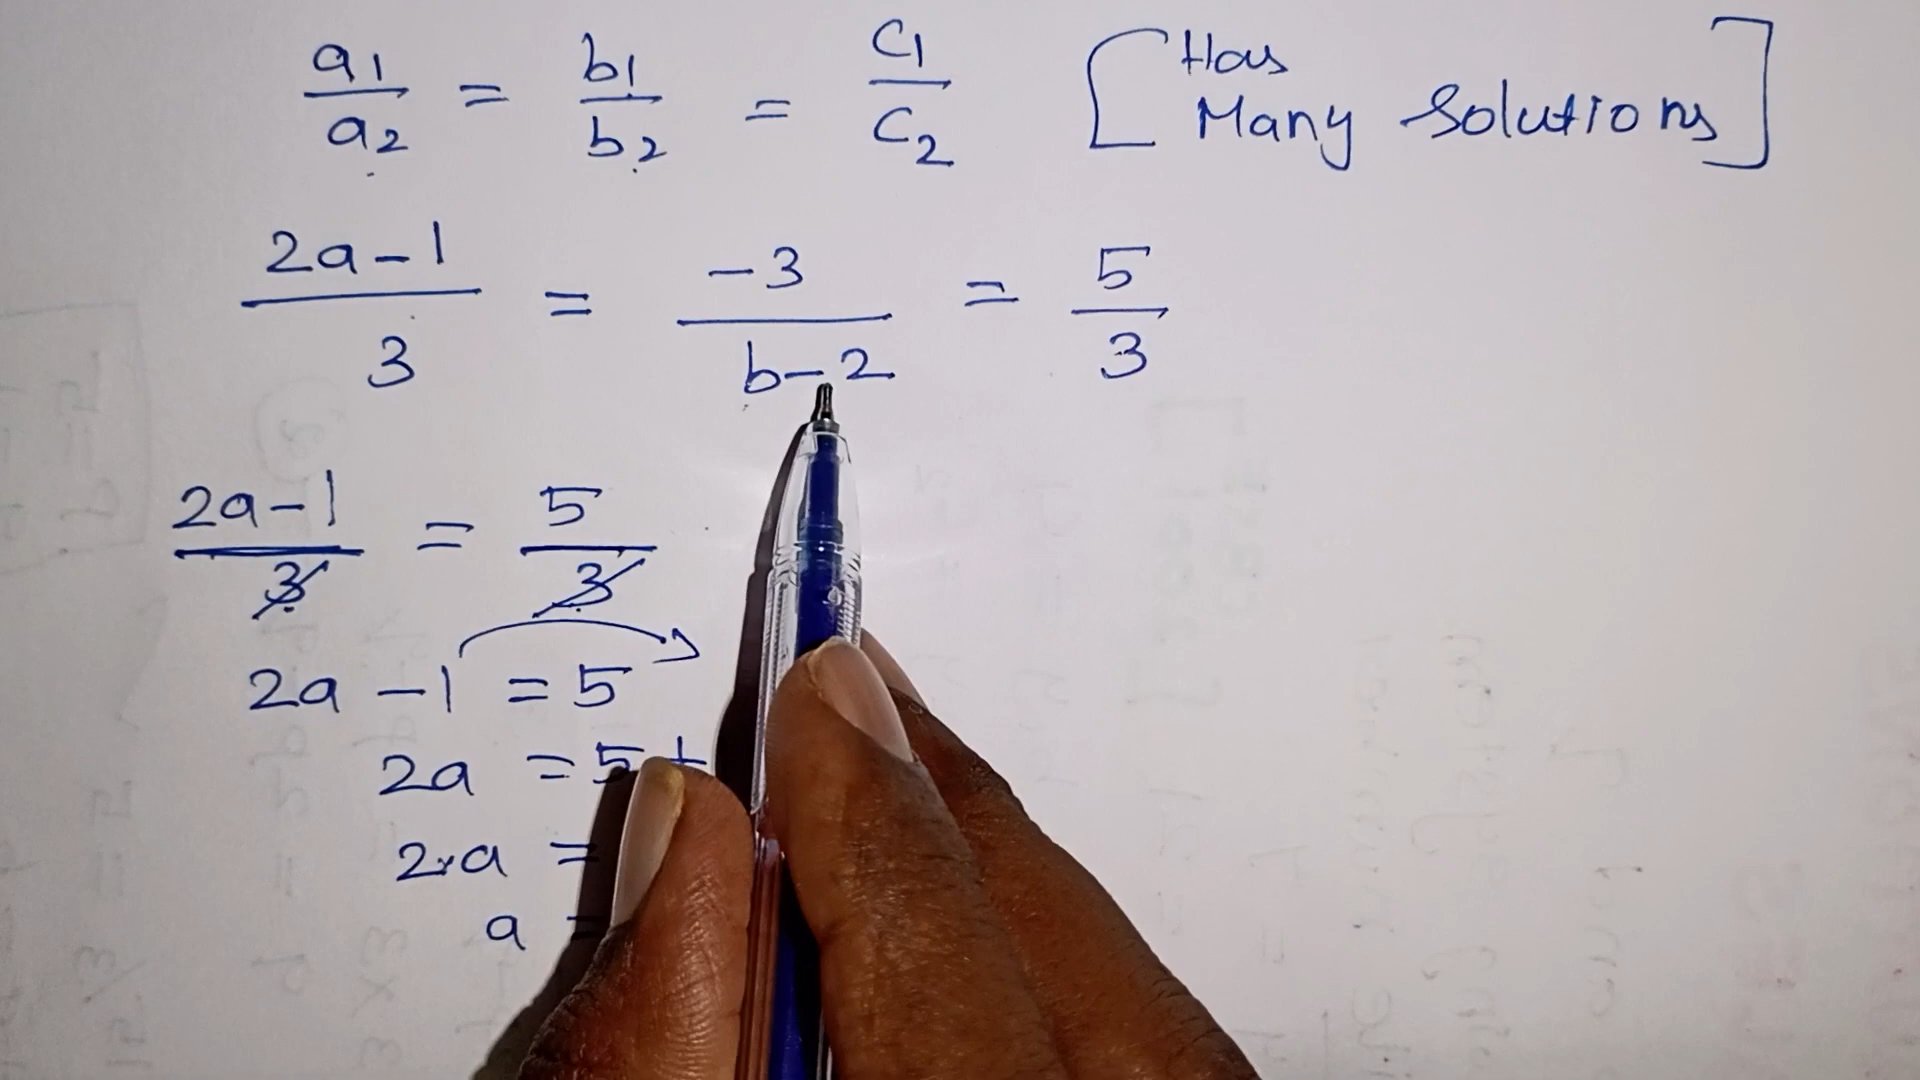 a1/a2 = b1/b2 = c1/c2 [Has Many Solutions]
2a-1/3 = -3/b-2 = 5/3
2a-1/3 = 5/3
2a -1 = 5
2a = 5 +
2×a =
a =